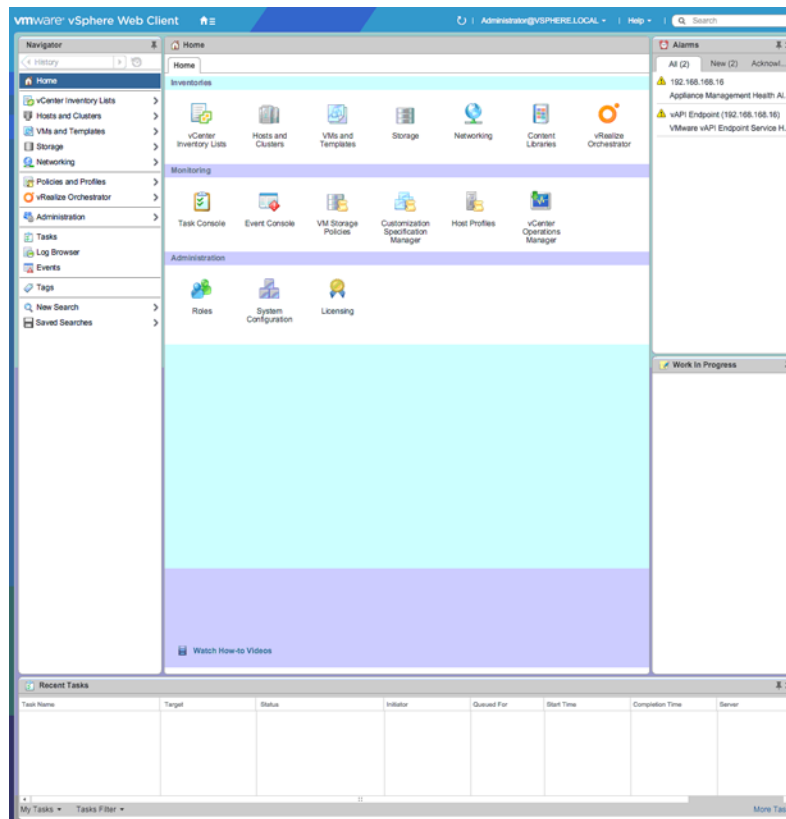 vmware® vSphere Web Client
Administrator@VSPHERE.LOCAL
Help
Search
Navigator
History
Home
vCenter Inventory Lists
Hosts and Clusters
VMs and Templates
Storage
Networking
Policies and Profiles
vRealize Orchestrator
Administration
Tasks
Log Browser
Events
Tags
New Search
Saved Searches
Home
Home
Inventories
vCenter
Inventory Lists
Hosts and
Clusters
VMs and
Templates
Storage
Networking
Content
Libraries
vRealize
Orchestrator
Monitoring
Task Console
Event Console
VM Storage
Policies
Customization
Specification
Manager
Host Profiles
vCenter
Operations
Manager
Administration
Roles
System
Configuration
Licensing
Watch How-to Videos
Alarms
All (2)
New (2)
Acknowl...
192.168.168.16
Appliance Management Health Al...
vAPI Endpoint (192.168.168.16)
VMware vAPI Endpoint Service H...
Work In Progress
Recent Tasks
Task Name
Target
Status
Initiator
Queued For
Start Time
Completion Time
Server
My Tasks
Tasks Filter
More Tas